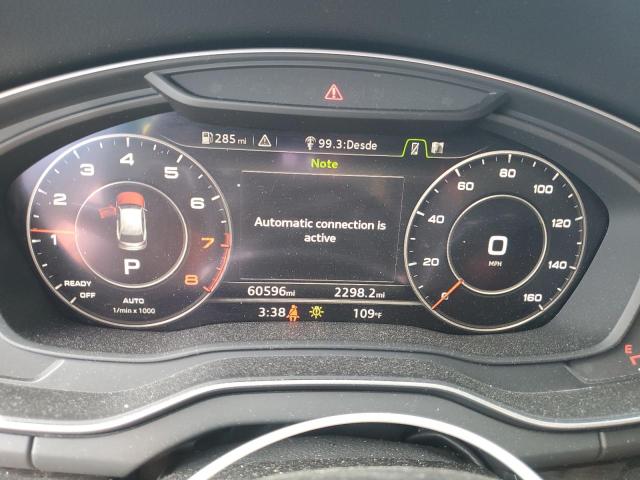 285 mi
99.3:Desde
Note
Automatic connection is
active
1
2
3
4
5
6
7
8
READY
OFF
P
AUTO
1/min x 1000
0
20
40
60
80
100
120
140
160
0
MPH
60596mi
2298.2mi
3:38
109°F
E